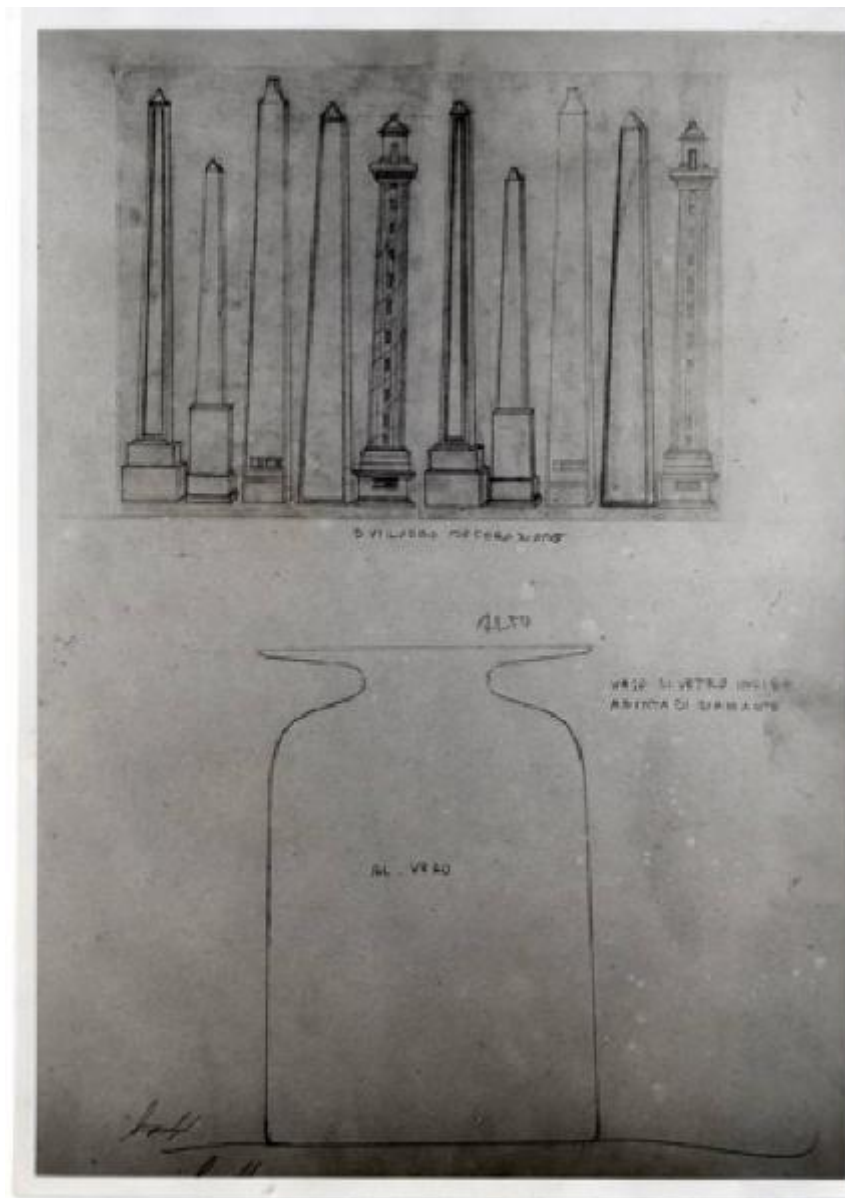 SVILUPPO DECORAZIONE
ALTO
VASO DI VETRO INCISO
A PUNTA DI DIAMANTE
AL VERO